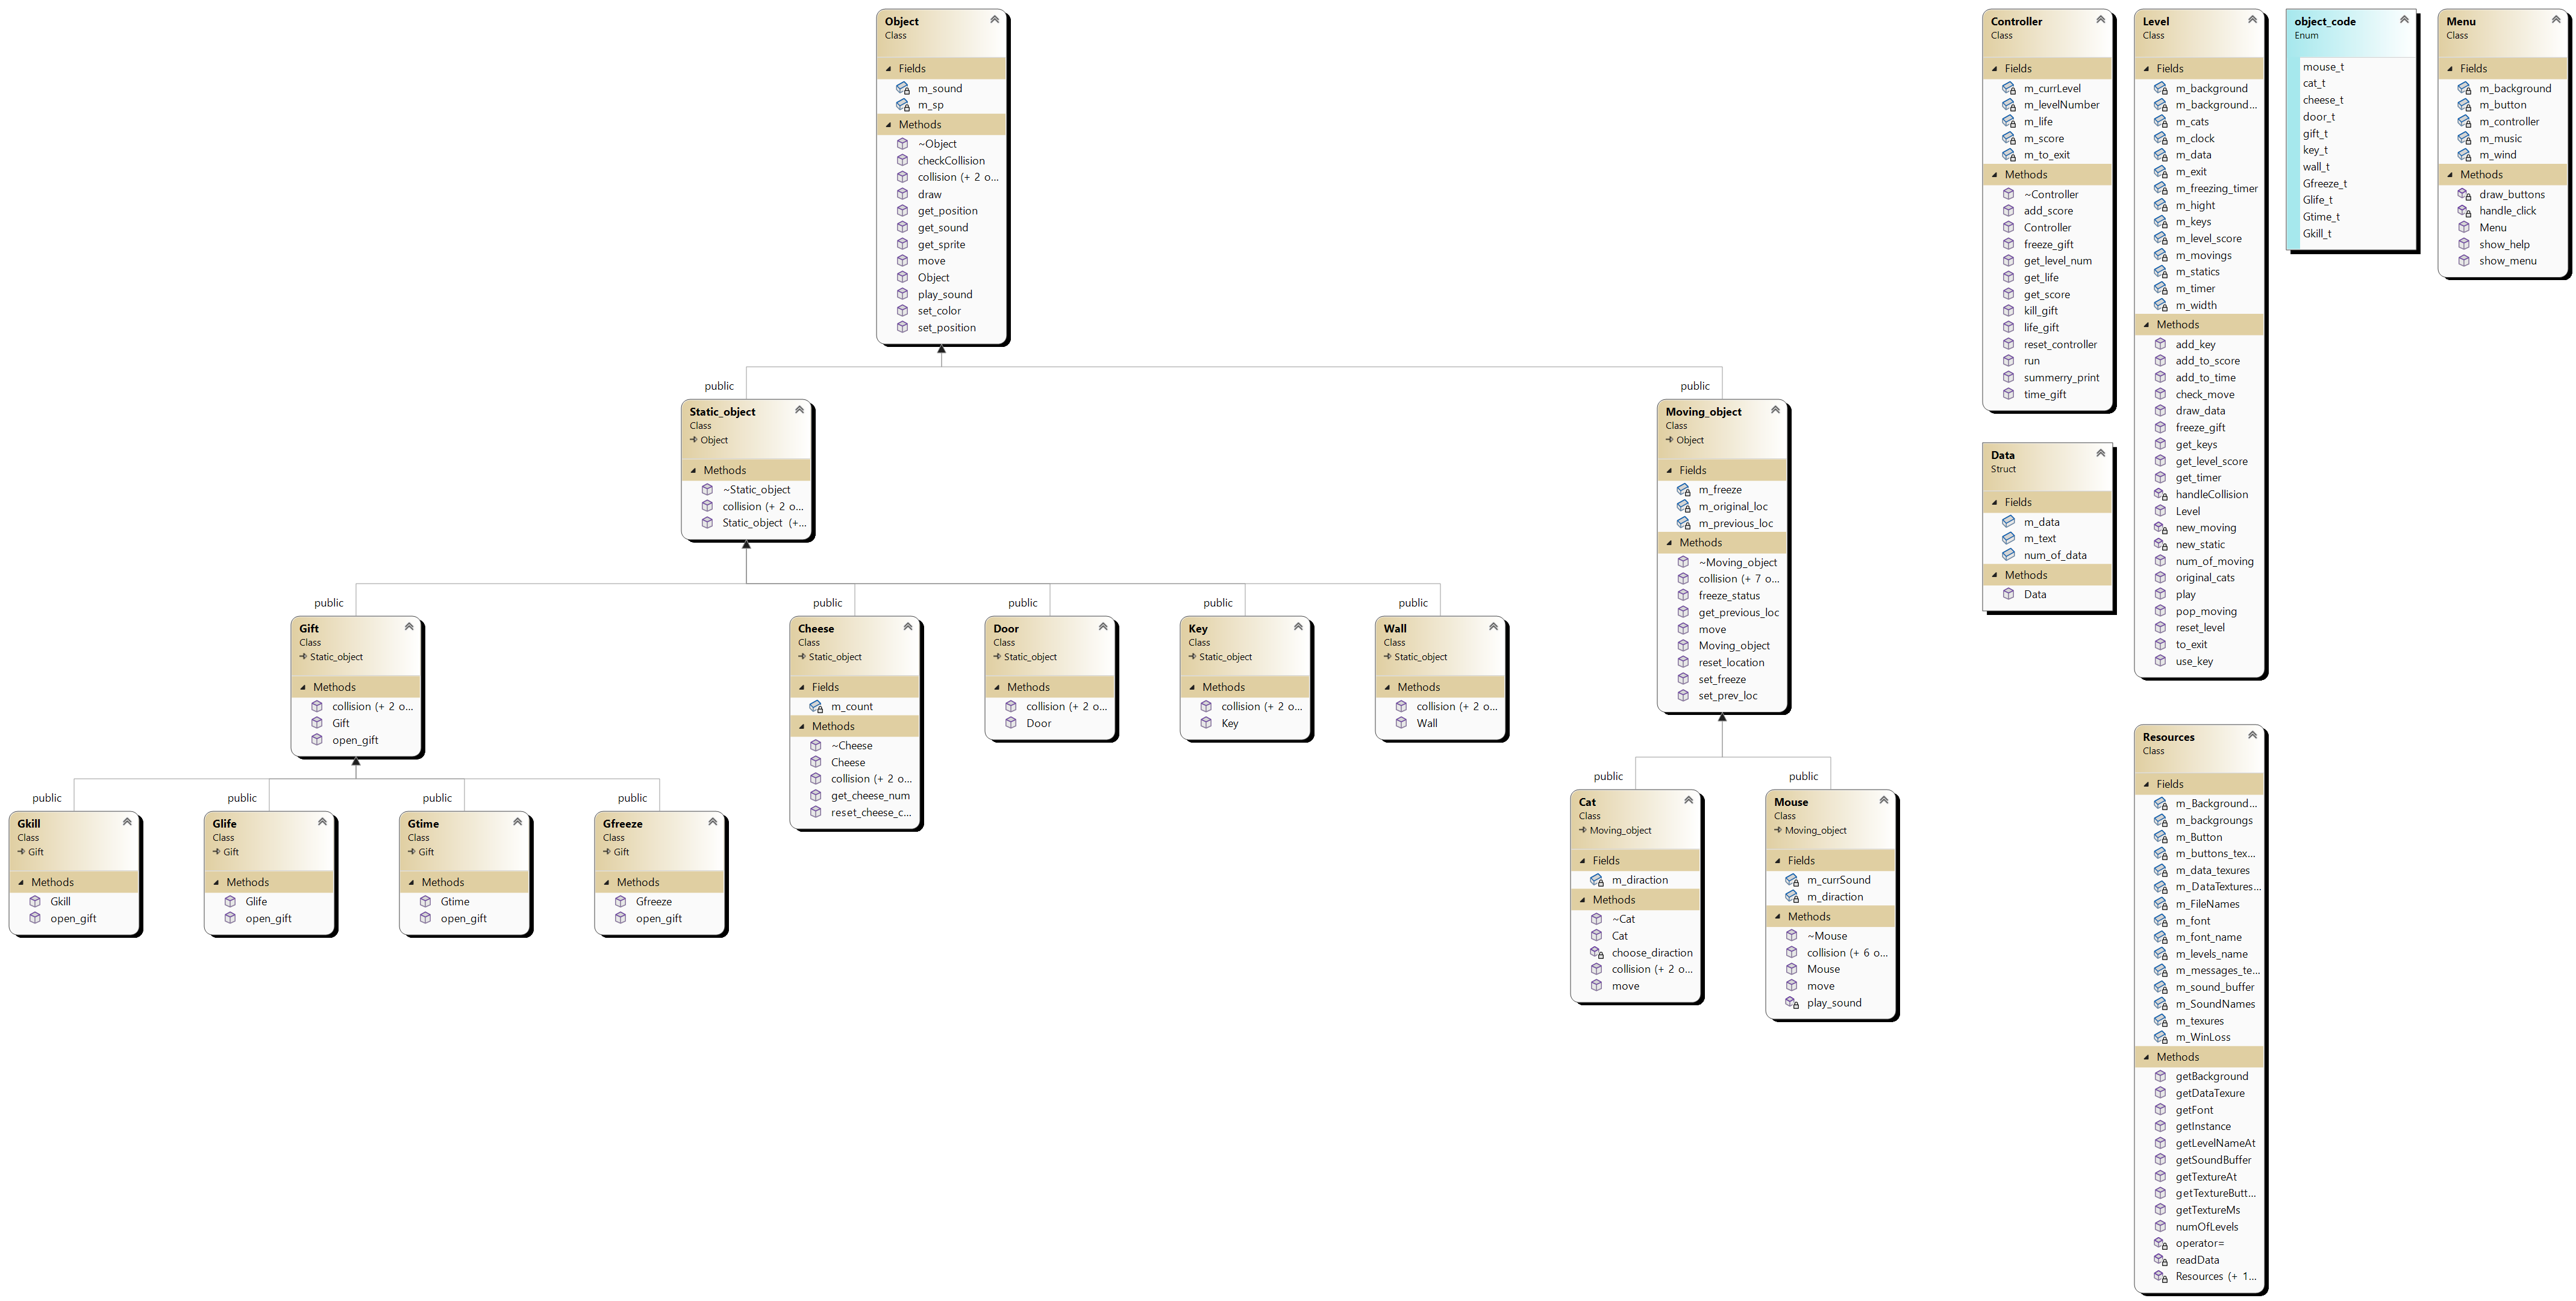 Object
Class
Fields
m_sound
m_sp
Methods
~Object
checkCollision
collision (+ 2 o...
draw
get_position
get_sound
get_sprite
move
Object
play_sound
set_color
set_position
public
public
Static_object
Class
Object
Methods
~Static_object
collision (+ 2 o...
Static_object (+...
Moving_object
Class
Object
Fields
m_freeze
m_original_loc
m_previous_loc
Methods
~Moving_object
collision (+ 7 o...
freeze_status
get_previous_loc
move
Moving_object
reset_location
set_freeze
set_prev_loc
public
public
public
public
public
Gift
Class
Static_object
Methods
collision (+ 2 o...
Gift
open_gift
Cheese
Class
Static_object
Fields
m_count
Methods
~Cheese
Cheese
collision (+ 2 o...
get_cheese_num
reset_cheese_c...
Door
Class
Static_object
Methods
collision (+ 2 o...
Door
Key
Class
Static_object
Methods
collision (+ 2 o...
Key
Wall
Class
Static_object
Methods
collision (+ 2 o...
Wall
public
public
public
public
Gkill
Class
Gift
Methods
Gkill
open_gift
Glife
Class
Gift
Methods
Glife
open_gift
Gtime
Class
Gift
Methods
Gtime
open_gift
Gfreeze
Class
Gift
Methods
Gfreeze
open_gift
public
public
Cat
Class
Moving_object
Fields
m_direction
Methods
~Cat
Cat
choose_direction
collision (+ 2 o...
move
Mouse
Class
Moving_object
Fields
m_currSound
m_direction
Methods
~Mouse
collision (+ 6 o...
Mouse
move
play_sound
Controller
Class
Fields
m_currLevel
m_levelNumber
m_life
m_score
m_to_exit
Methods
~Controller
add_score
Controller
freeze_gift
get_level_num
get_life
get_score
kill_gift
life_gift
reset_controller
run
summerry_print
time_gift
Data
Struct
Fields
m_data
m_text
num_of_data
Methods
Data
Level
Class
Fields
m_background
m_background...
m_cats
m_clock
m_data
m_exit
m_freezing_timer
m_hight
m_keys
m_level_score
m_movings
m_statics
m_timer
m_width
Methods
add_key
add_to_score
add_to_time
check_move
draw_data
freeze_gift
get_keys
get_level_score
get_timer
handleCollision
Level
new_moving
new_static
num_of_moving
original_cats
play
pop_moving
reset_level
to_exit
use_key
object_code
Enum
mouse_t
cat_t
cheese_t
door_t
gift_t
key_t
wall_t
Gfreeze_t
Glife_t
Gtime_t
Gkill_t
Menu
Class
Fields
m_background
m_button
m_controller
m_music
m_wind
Methods
draw_buttons
handle_click
Menu
show_help
show_menu
Resources
Class
Fields
m_Background...
m_backgroungs
m_Button
m_buttons_tex...
m_data_texures
m_DataTextures...
m_FileNames
m_font
m_font_name
m_levels_name
m_messages_te...
m_sound_buffer
m_SoundNames
m_texures
m_WinLoss
Methods
getBackground
getDataTexure
getFont
getInstance
getLevelNameAt
getSoundBuffer
getTextureAt
getTextureButt...
getTextureMs
numOfLevels
operator=
readData
Resources (+ 1...